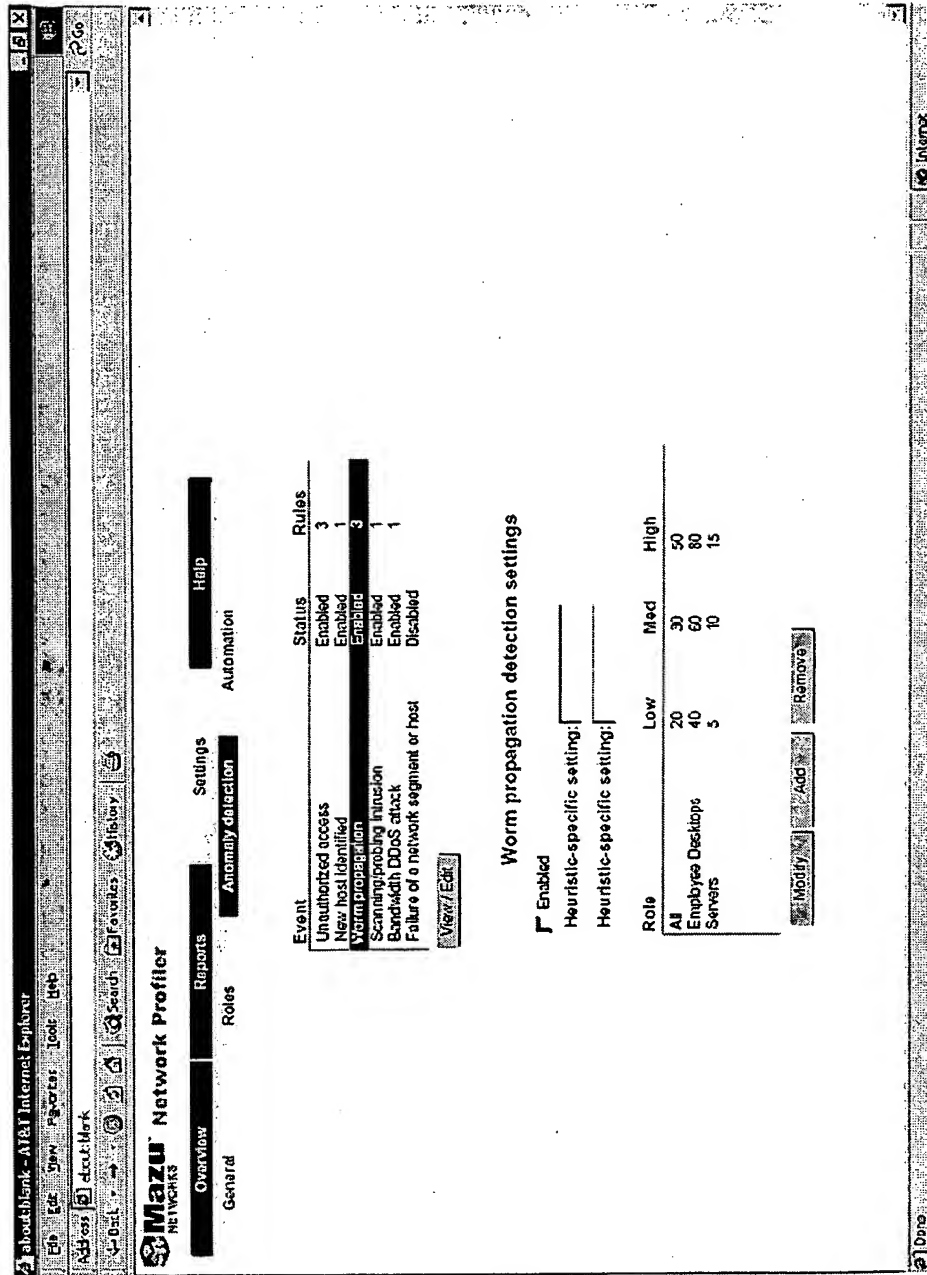 about:blank - AT&T Internet Explorer
File Edit View Favorites Tools Help
Address about:blank Go
Back Search Favorites History
Mazu Network Profiler
NETWORKS
Overview Reports Settings Help
General Roles Anomaly detection Automation
Event Status Rules
Unauthorized access Enabled 3
New host identified Enabled 1
Worm propagation Enabled 3
Scanning/probing intrusion Enabled 1
Bandwidth DDoS attack Enabled 1
Failure of a network segment or host Disabled
View / Edit
Worm propagation detection settings
Enabled
Heuristic-specific setting:
Heuristic-specific setting:
Role Low Med High
All 20 30 50
Employee Desktops 40 60 80
Servers 5 10 15
Modify Add Remove
Done Internet